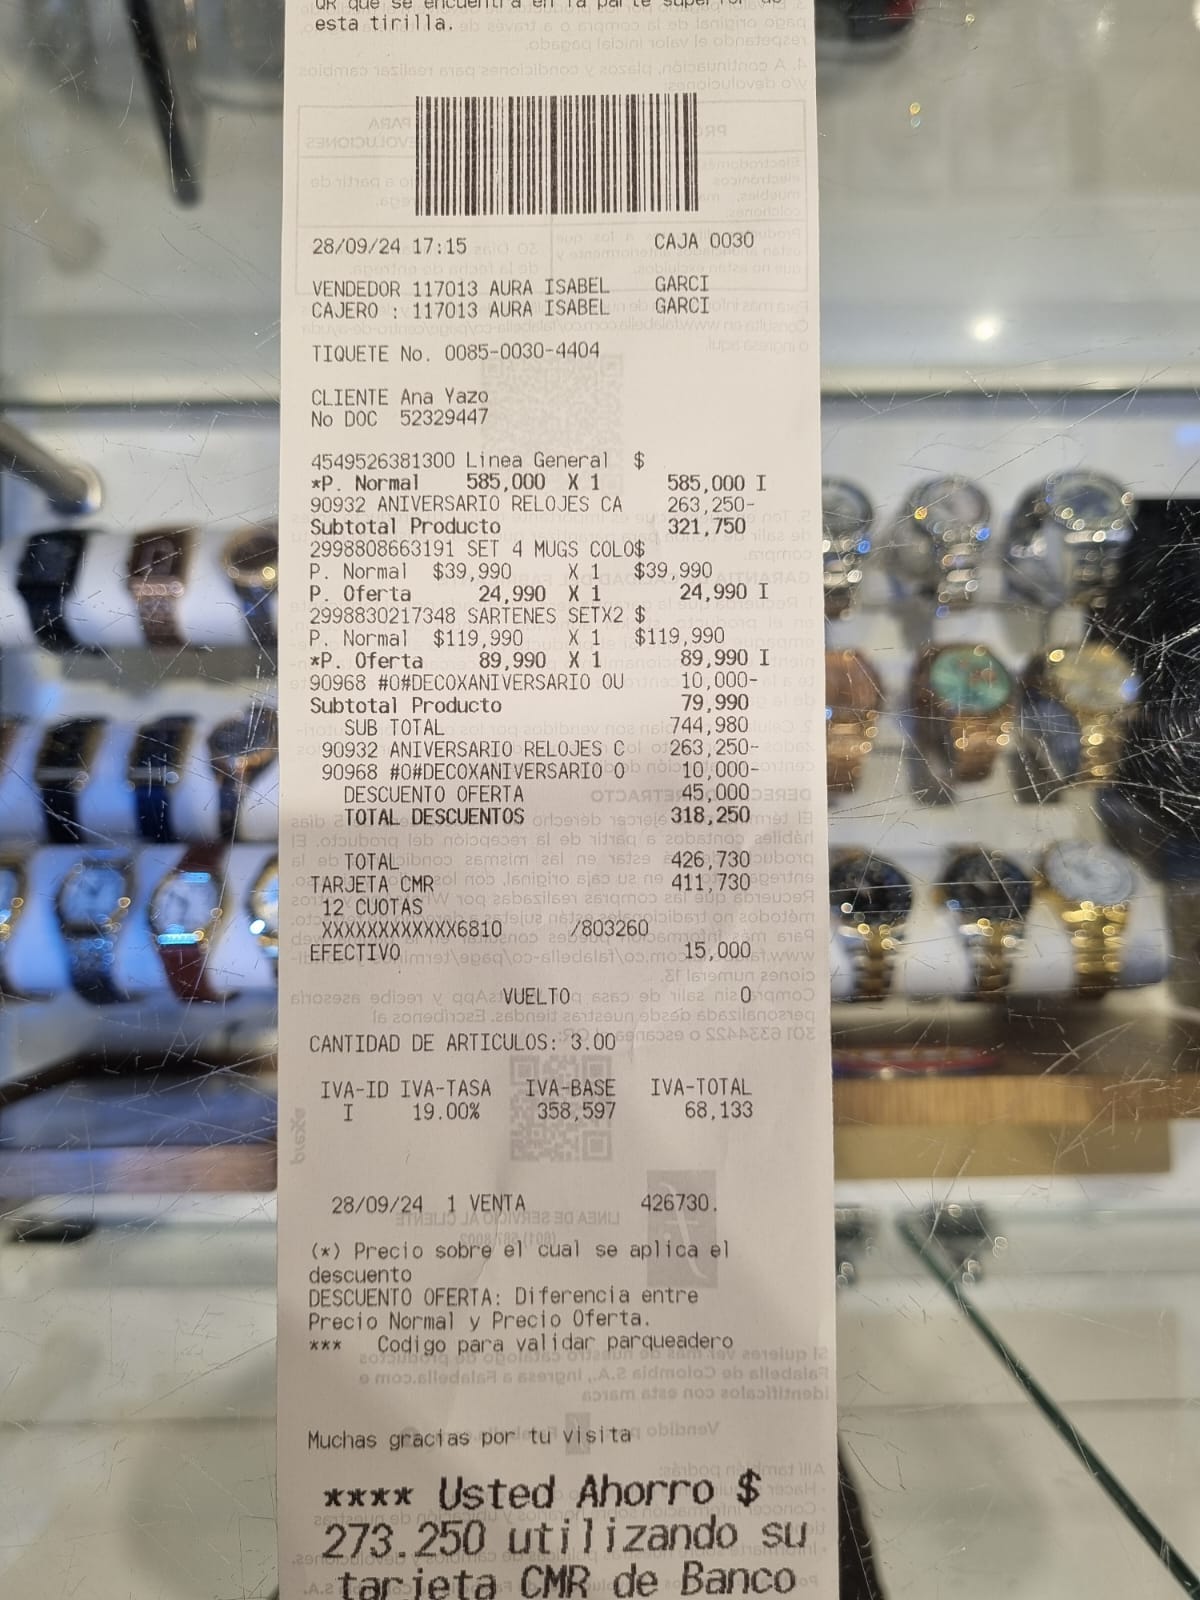 QR que se encuentra en la parte superior de
esta tirilla.
28/09/24 17:15 CAJA 0030
VENDEDOR 117013 AURA ISABEL GARCI
CAJERO : 117013 AURA ISABEL GARCI
TIQUETE No. 0085-0030-4404
CLIENTE Ana Yazo
No DOC 52329447
4549526381300 Linea General $
*P. Normal 585,000 X 1 585,000 I
90932 ANIVERSARIO RELOJES CA 263,250-
Subtotal Producto 321,750
2998808663191 SET 4 MUGS COLO$
P. Normal $39,990 X 1 $39,990
P. Oferta 24,990 X 1 24,990 I
2998830217348 SARTENES SETX2 $
P. Normal $119,990 X 1 $119,990
*P. Oferta 89,990 X 1 89,990 I
90968 #O#DECOXANIVERSARIO OU 10,000-
Subtotal Producto 79,990
SUB TOTAL 744,980
90932 ANIVERSARIO RELOJES C 263,250-
90968 #O#DECOXANIVERSARIO O 10,000-
DESCUENTO OFERTA 45,000
TOTAL DESCUENTOS 318,250
TOTAL 426,730
TARJETA CMR 411,730
12 CUOTAS
XXXXXXXXXXXX6810 /803260
EFECTIVO 15,000
VUELTO 0
CANTIDAD DE ARTICULOS: 3.00
IVA-ID IVA-TASA IVA-BASE IVA-TOTAL
I 19.00% 358,597 68,133
28/09/24 1 VENTA 426730.
(*) Precio sobre el cual se aplica el
descuento
DESCUENTO OFERTA: Diferencia entre
Precio Normal y Precio Oferta.
*** Codigo para validar parqueadero
Muchas gracias por tu visita
**** Usted Ahorro $
273.250 utilizando su
tarjeta CMR de Banco